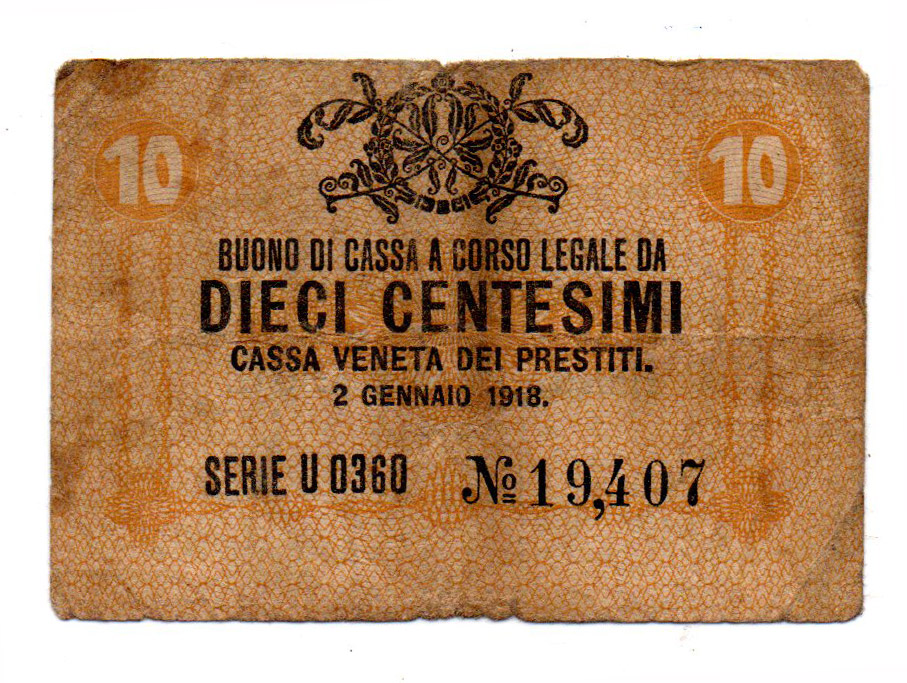 10 10
BUONO DI CASSA A CORSO LEGALE DA
DIECI CENTESIMI
CASSA VENETA DEI PRESTITI.
2 GENNAIO 1918.
SERIE U 0360 № 19,407